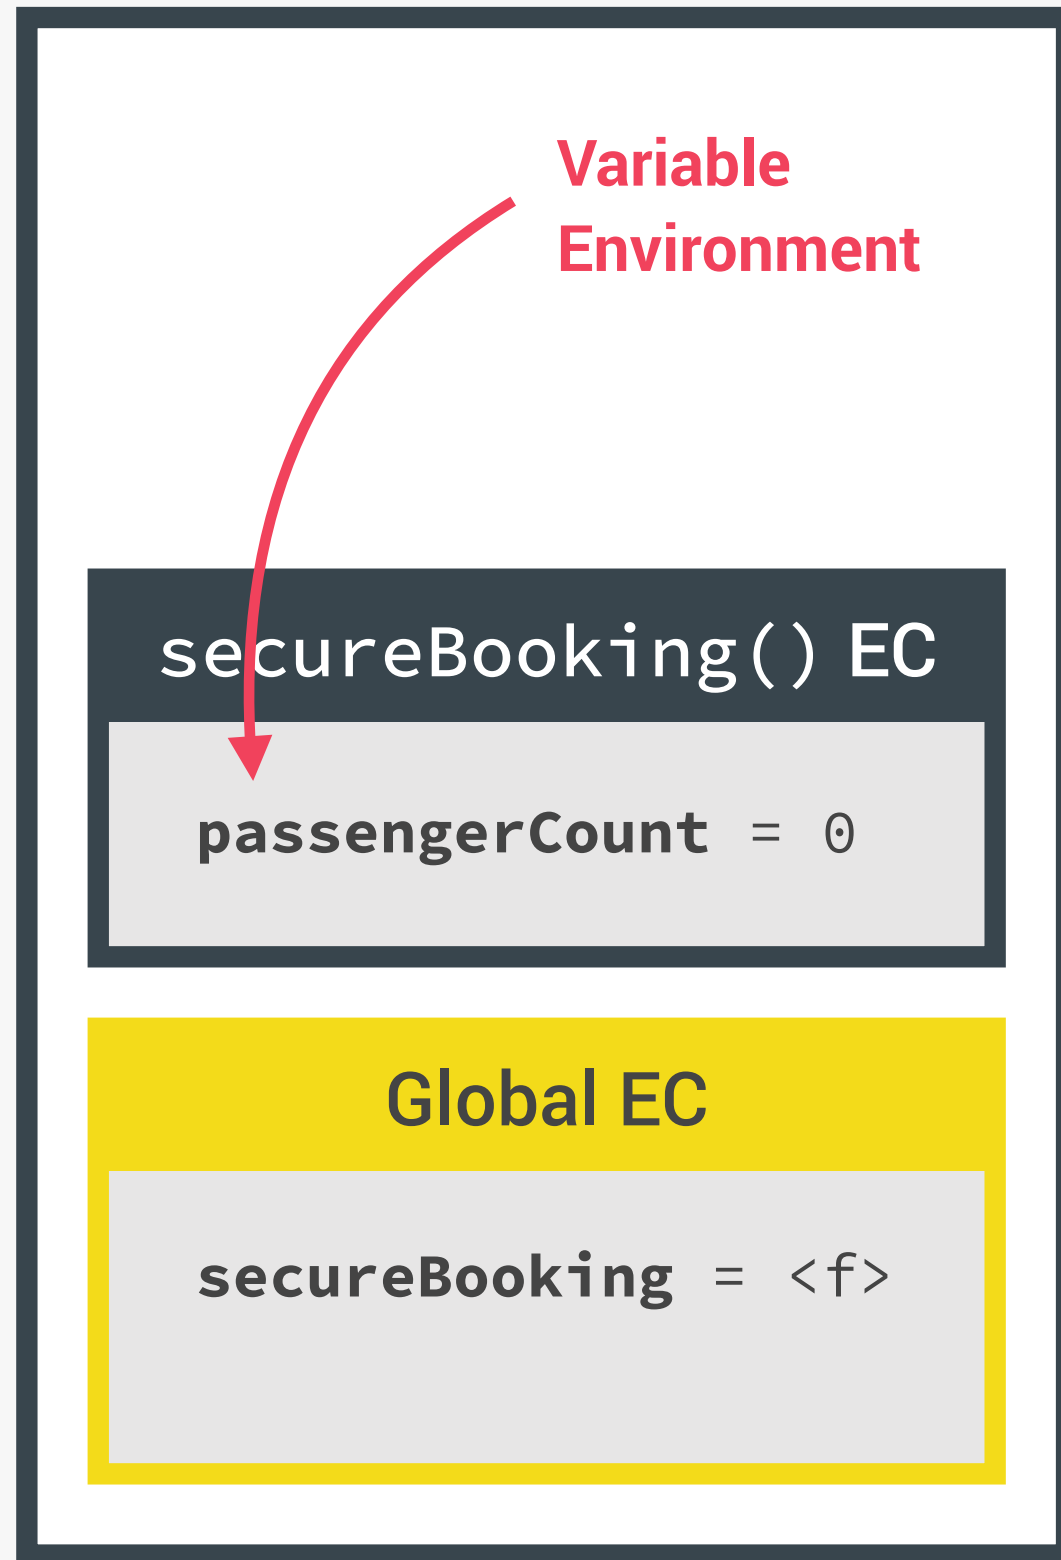 Variable
Environment
secureBooking() EC
passengerCount = 0
Global EC
secureBooking = <f>